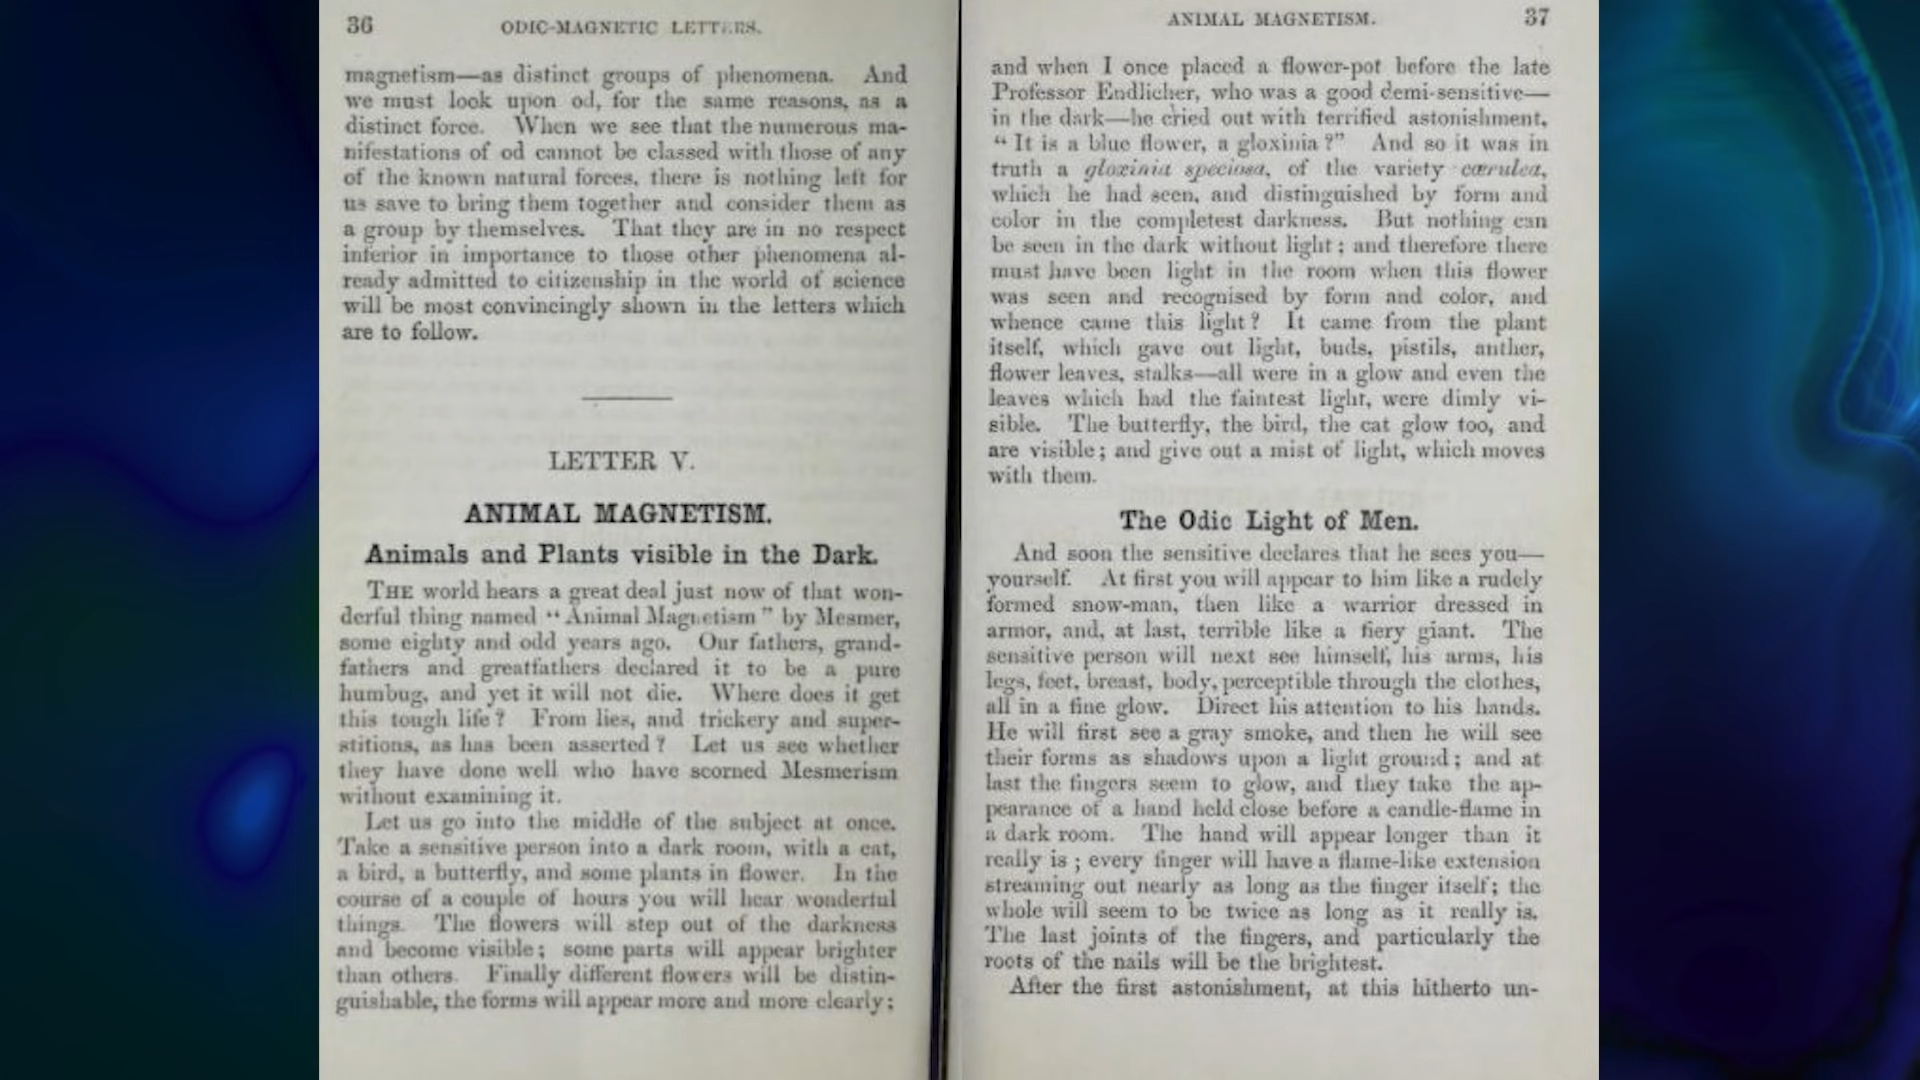 36
ODIC-MAGNETIC LETTERS.
magnetism—as distinct groups of phenomena. And
we must look upon od, for the same reasons, as a
distinct force. When we see that the numerous ma-
nifestations of od cannot be classed with those of any
of the known natural forces, there is nothing left for
us save to bring them together and consider them as
a group by themselves. That they are in no respect
inferior in importance to those other phenomena al-
ready admitted to citizenship in the world of science
will be most convincingly shown in the letters which
are to follow.
LETTER V.
ANIMAL MAGNETISM.
Animals and Plants visible in the Dark.
THE world hears a great deal just now of that won-
derful thing named “Animal Magnetism” by Mesmer,
some eighty and odd years ago. Our fathers, grand-
fathers and greatfathers declared it to be a pure
humbug, and yet it will not die. Where does it get
this tough life? From lies, and trickery and super-
stitions, as has been asserted? Let us see whether
they have done well who have scorned Mesmerism
without examining it.
Let us go into the middle of the subject at once.
Take a sensitive person into a dark room, with a cat,
a bird, a butterfly, and some plants in flower. In the
course of a couple of hours you will hear wonderful
things. The flowers will step out of the darkness
and become visible; some parts will appear brighter
than others. Finally different flowers will be distin-
guishable, the forms will appear more and more clearly;
ANIMAL MAGNETISM.
37
and when I once placed a flower-pot before the late
Professor Endlicher, who was a good demi-sensitive—
in the dark—he cried out with terrified astonishment,
“It is a blue flower, a gloxinia?” And so it was in
truth a gloxinia speciosa, of the variety cœrulea,
which he had seen, and distinguished by form and
color in the completest darkness. But nothing can
be seen in the dark without light; and therefore there
must have been light in the room when this flower
was seen and recognised by form and color, and
whence came this light? It came from the plant
itself, which gave out light, buds, pistils, anther,
flower leaves, stalks—all were in a glow and even the
leaves which had the faintest light, were dimly vi-
sible. The butterfly, the bird, the cat glow too, and
are visible; and give out a mist of light, which moves
with them.
The Odic Light of Men.
And soon the sensitive declares that he sees you—
yourself. At first you will appear to him like a rudely
formed snow-man, then like a warrior dressed in
armor, and, at last, terrible like a fiery giant. The
sensitive person will next see himself, his arms, his
legs, feet, breast, body, perceptible through the clothes,
all in a fine glow. Direct his attention to his hands.
He will first see a gray smoke, and then he will see
their forms as shadows upon a light ground; and at
last the fingers seem to glow, and they take the ap-
pearance of a hand held close before a candle-flame in
a dark room. The hand will appear longer than it
really is; every finger will have a flame-like extension
streaming out nearly as long as the finger itself; the
whole will seem to be twice as long as it really is.
The last joints of the fingers, and particularly the
roots of the nails will be the brightest.
After the first astonishment, at this hitherto un-